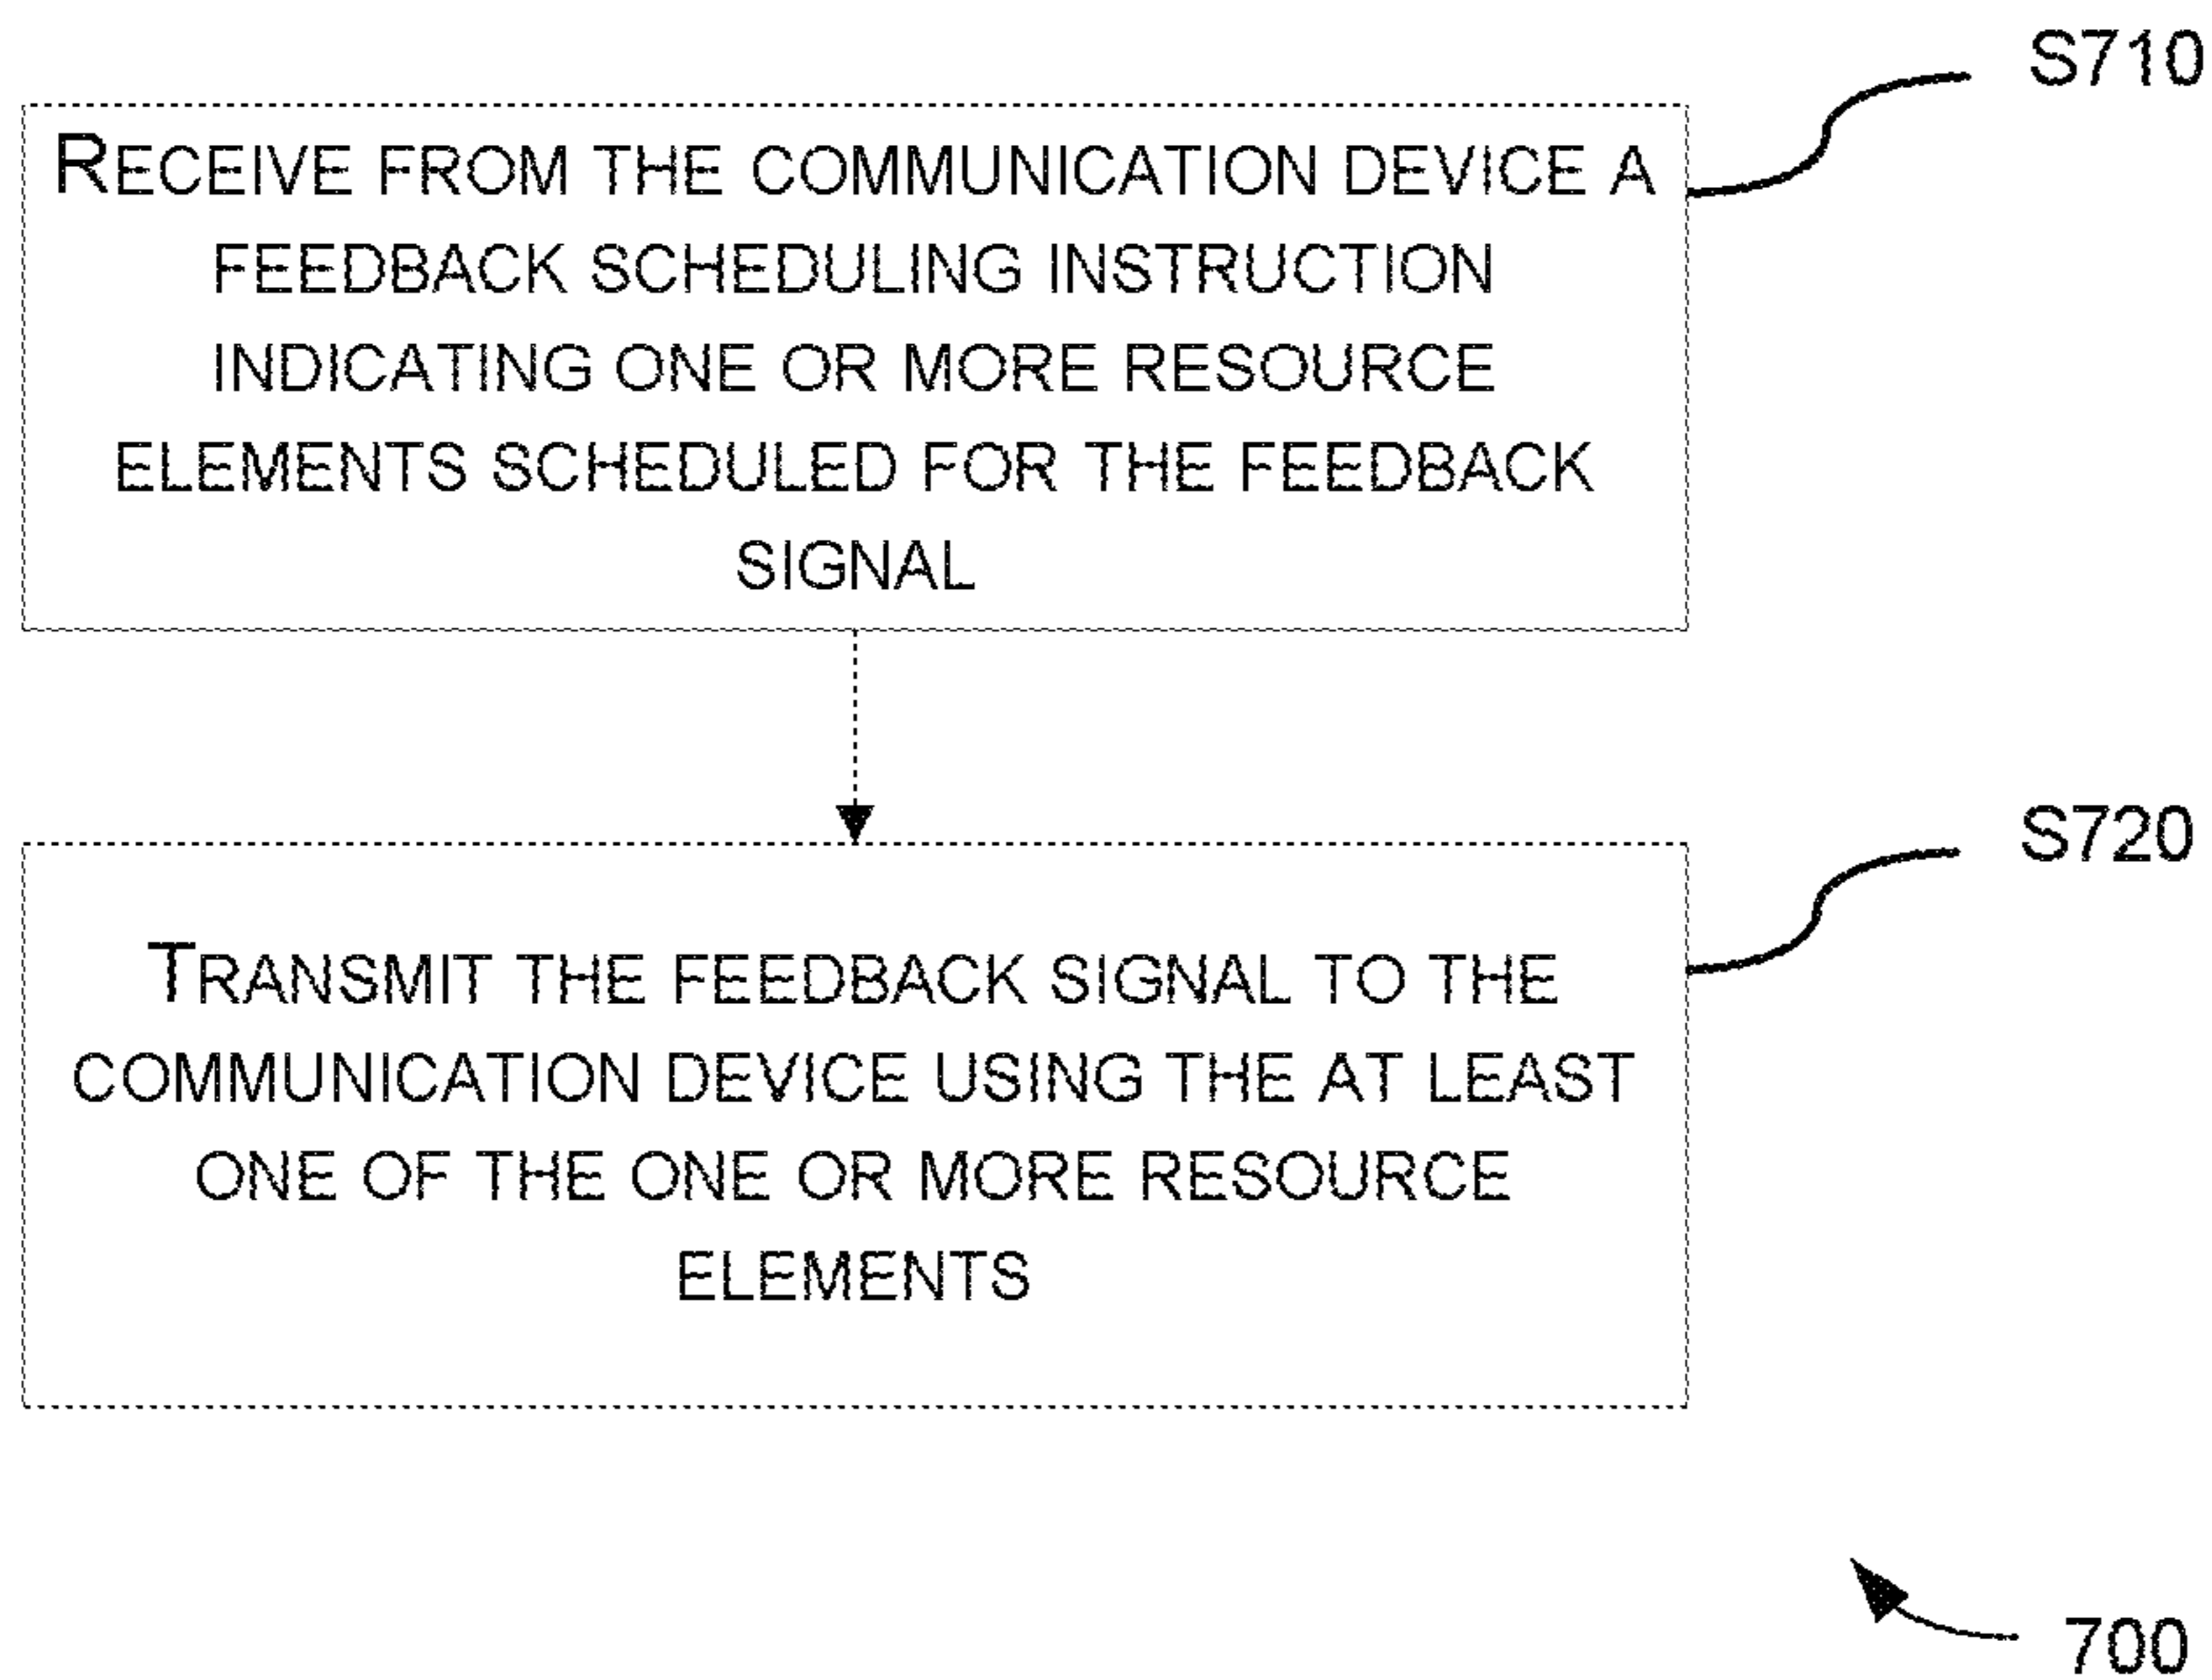 S710
RECEIVE FROM THE COMMUNICATION DEVICE A
FEEDBACK SCHEDULING INSTRUCTION
INDICATING ONE OR MORE RESOURCE
ELEMENTS SCHEDULED FOR THE FEEDBACK
SIGNAL
S720
TRANSMIT THE FEEDBACK SIGNAL TO THE
COMMUNICATION DEVICE USING THE AT LEAST
ONE OF THE ONE OR MORE RESOURCE
ELEMENTS
700